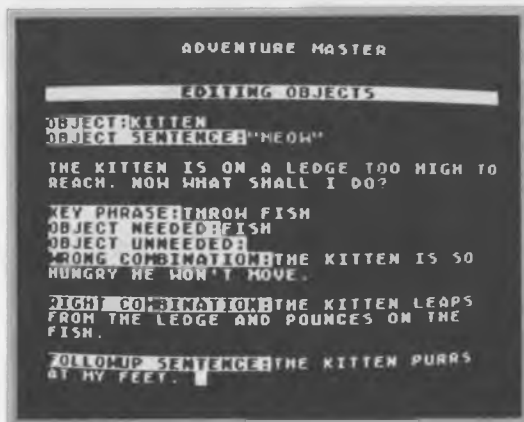 ADVENTURE MASTER
EDITING OBJECTS
OBJECT:KITTEN
OBJECT SENTENCE:"MEOW"
THE KITTEN IS ON A LEDGE TOO HIGH TO
REACH. NOW WHAT SHALL I DO?
KEY PHRASE:THROW FISH
OBJECT NEEDED:FISH
OBJECT UNNEEDED:
WRONG COMBINATION:THE KITTEN IS SO
HUNGRY HE WON'T MOVE.
RIGHT COMBINATION:THE KITTEN LEAPS
FROM THE LEDGE AND POUNCES ON THE
FISH.
FOLLOWUP SENTENCE:THE KITTEN PURRS
AT MY FEET.